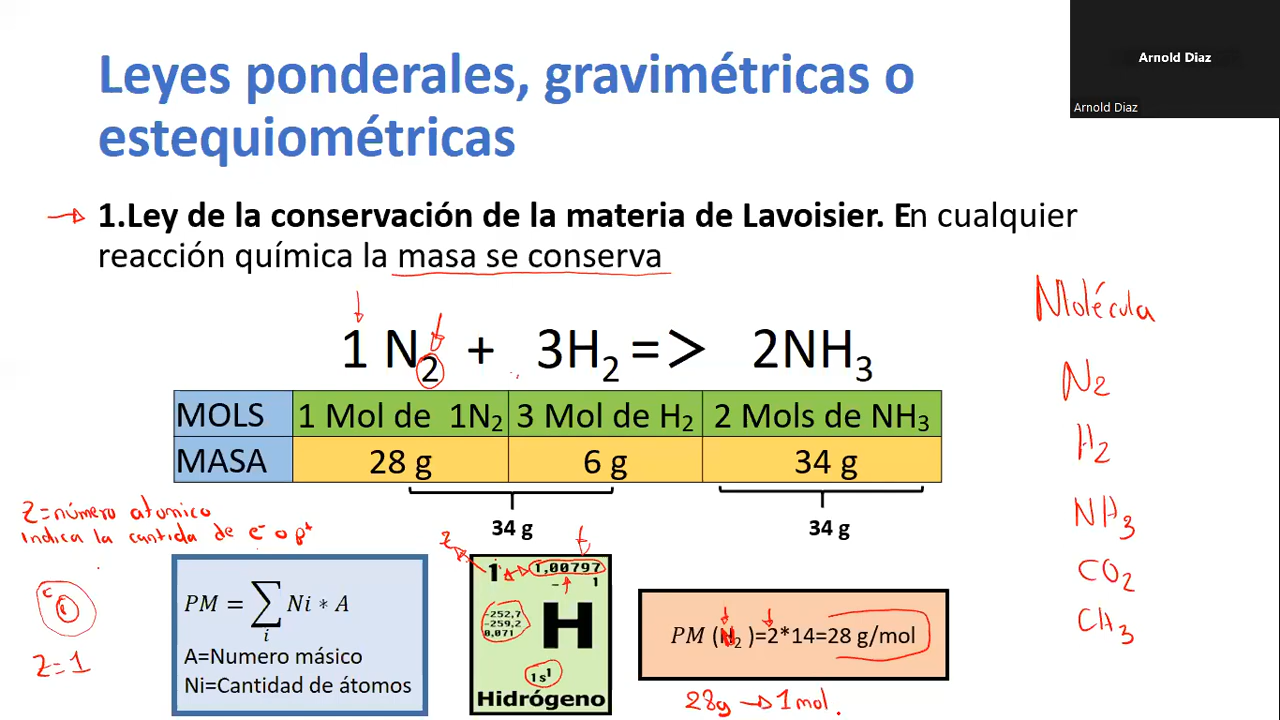 Leyes ponderales, gravimétricas o
estequiométricas
Arnold Diaz
Arnold Diaz
1.Ley de la conservación de la materia de Lavoisier. En cualquier
reacción química la masa se conserva
Molécula
N2
H2
NH3
CO2
CH3
1 N₂ + 3H₂ => 2NH₃
MOLS 1 Mol de 1N₂ 3 Mol de H₂ 2 Mols de NH₃
MASA 28 g 6 g 34 g
34 g 34 g
Z=número atomico
indica la cantida de e⁻ o p⁺
Z=1
PM = ∑ Ni ∗ A
i
A=Numero másico
Ni=Cantidad de átomos
z
1 1,00797
– 1
-252,7
-259,2
0,071
H
1s¹
Hidrógeno
PM (N₂ )=2*14=28 g/mol
28g → 1mol.